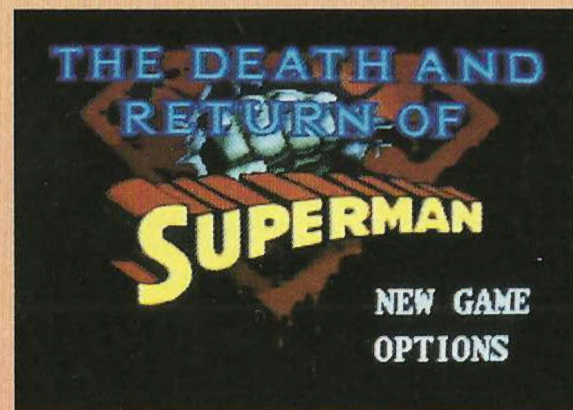 THE DEATH AND
RETURN OF
SUPERMAN
NEW GAME
OPTIONS